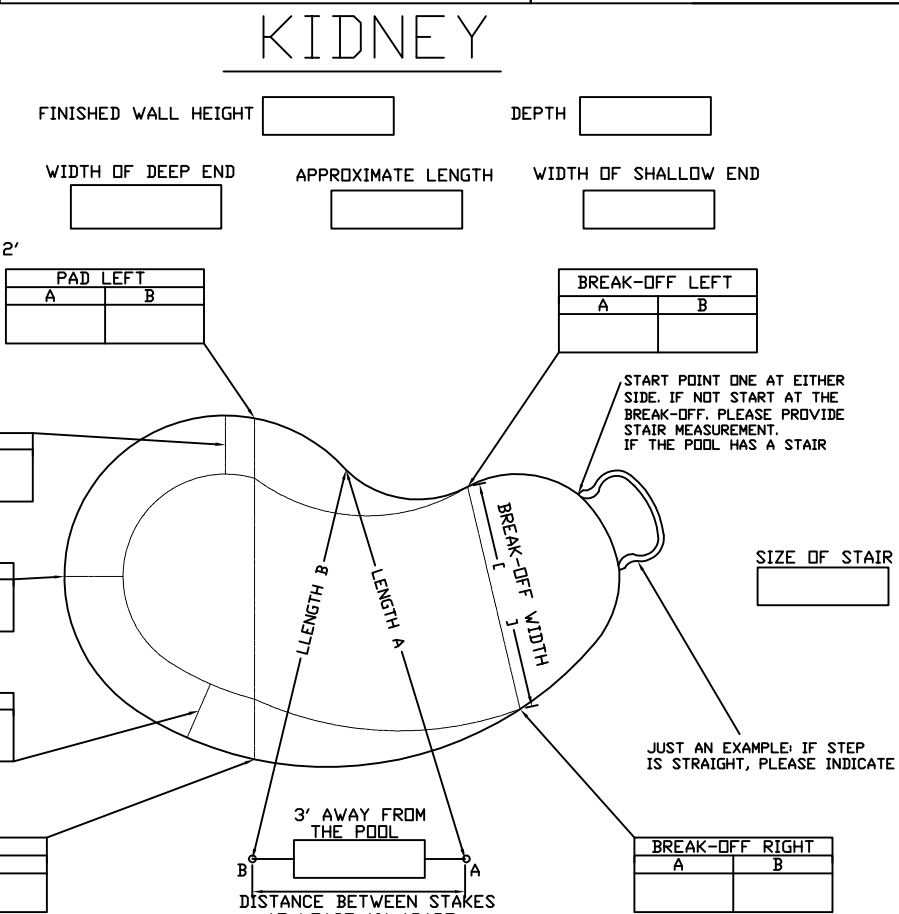 KIDNEY
FINISHED WALL HEIGHT
DEPTH
WIDTH OF DEEP END
APPROXIMATE LENGTH
WIDTH OF SHALLOW END
2'
PAD LEFT
A B
BREAK-OFF LEFT
A B
START POINT ONE AT EITHER
SIDE. IF NOT START AT THE
BREAK-OFF. PLEASE PROVIDE
STAIR MEASUREMENT.
IF THE POOL HAS A STAIR
BREAK-OFF WIDTH
[ ]
LLENGTH B
LENGTH A
SIZE OF STAIR
JUST AN EXAMPLE; IF STEP
IS STRAIGHT, PLEASE INDICATE
3' AWAY FROM
THE POOL
B A
DISTANCE BETWEEN STAKES
BREAK-OFF RIGHT
A B